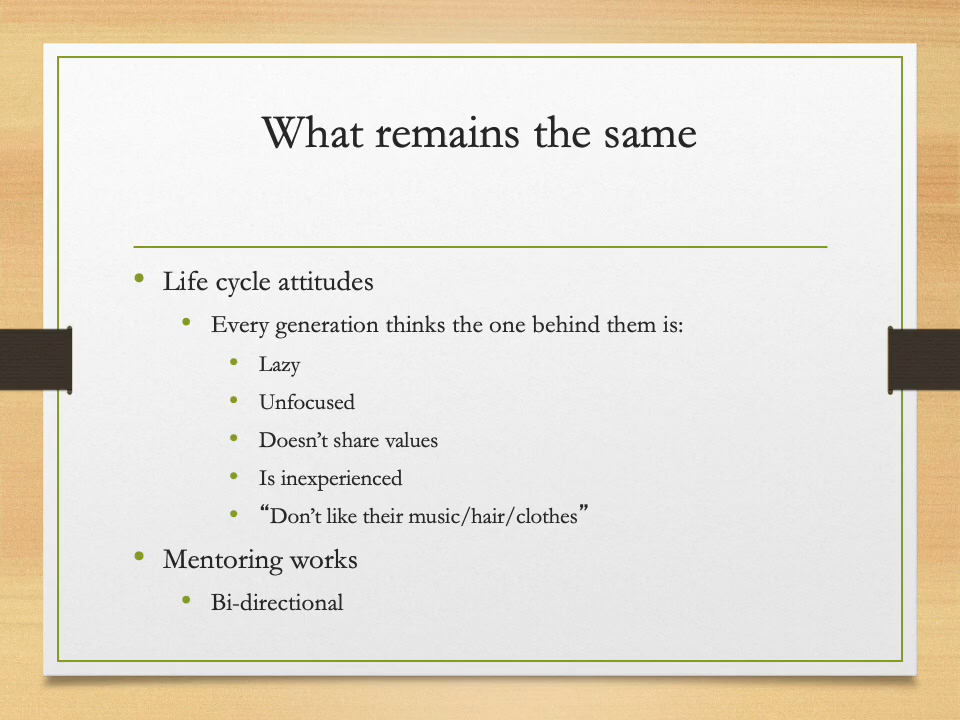 What remains the same
• Life cycle attitudes
• Every generation thinks the one behind them is:
• Lazy
• Unfocused
• Doesn’t share values
• Is inexperienced
• “Don’t like their music/hair/clothes”
• Mentoring works
• Bi-directional